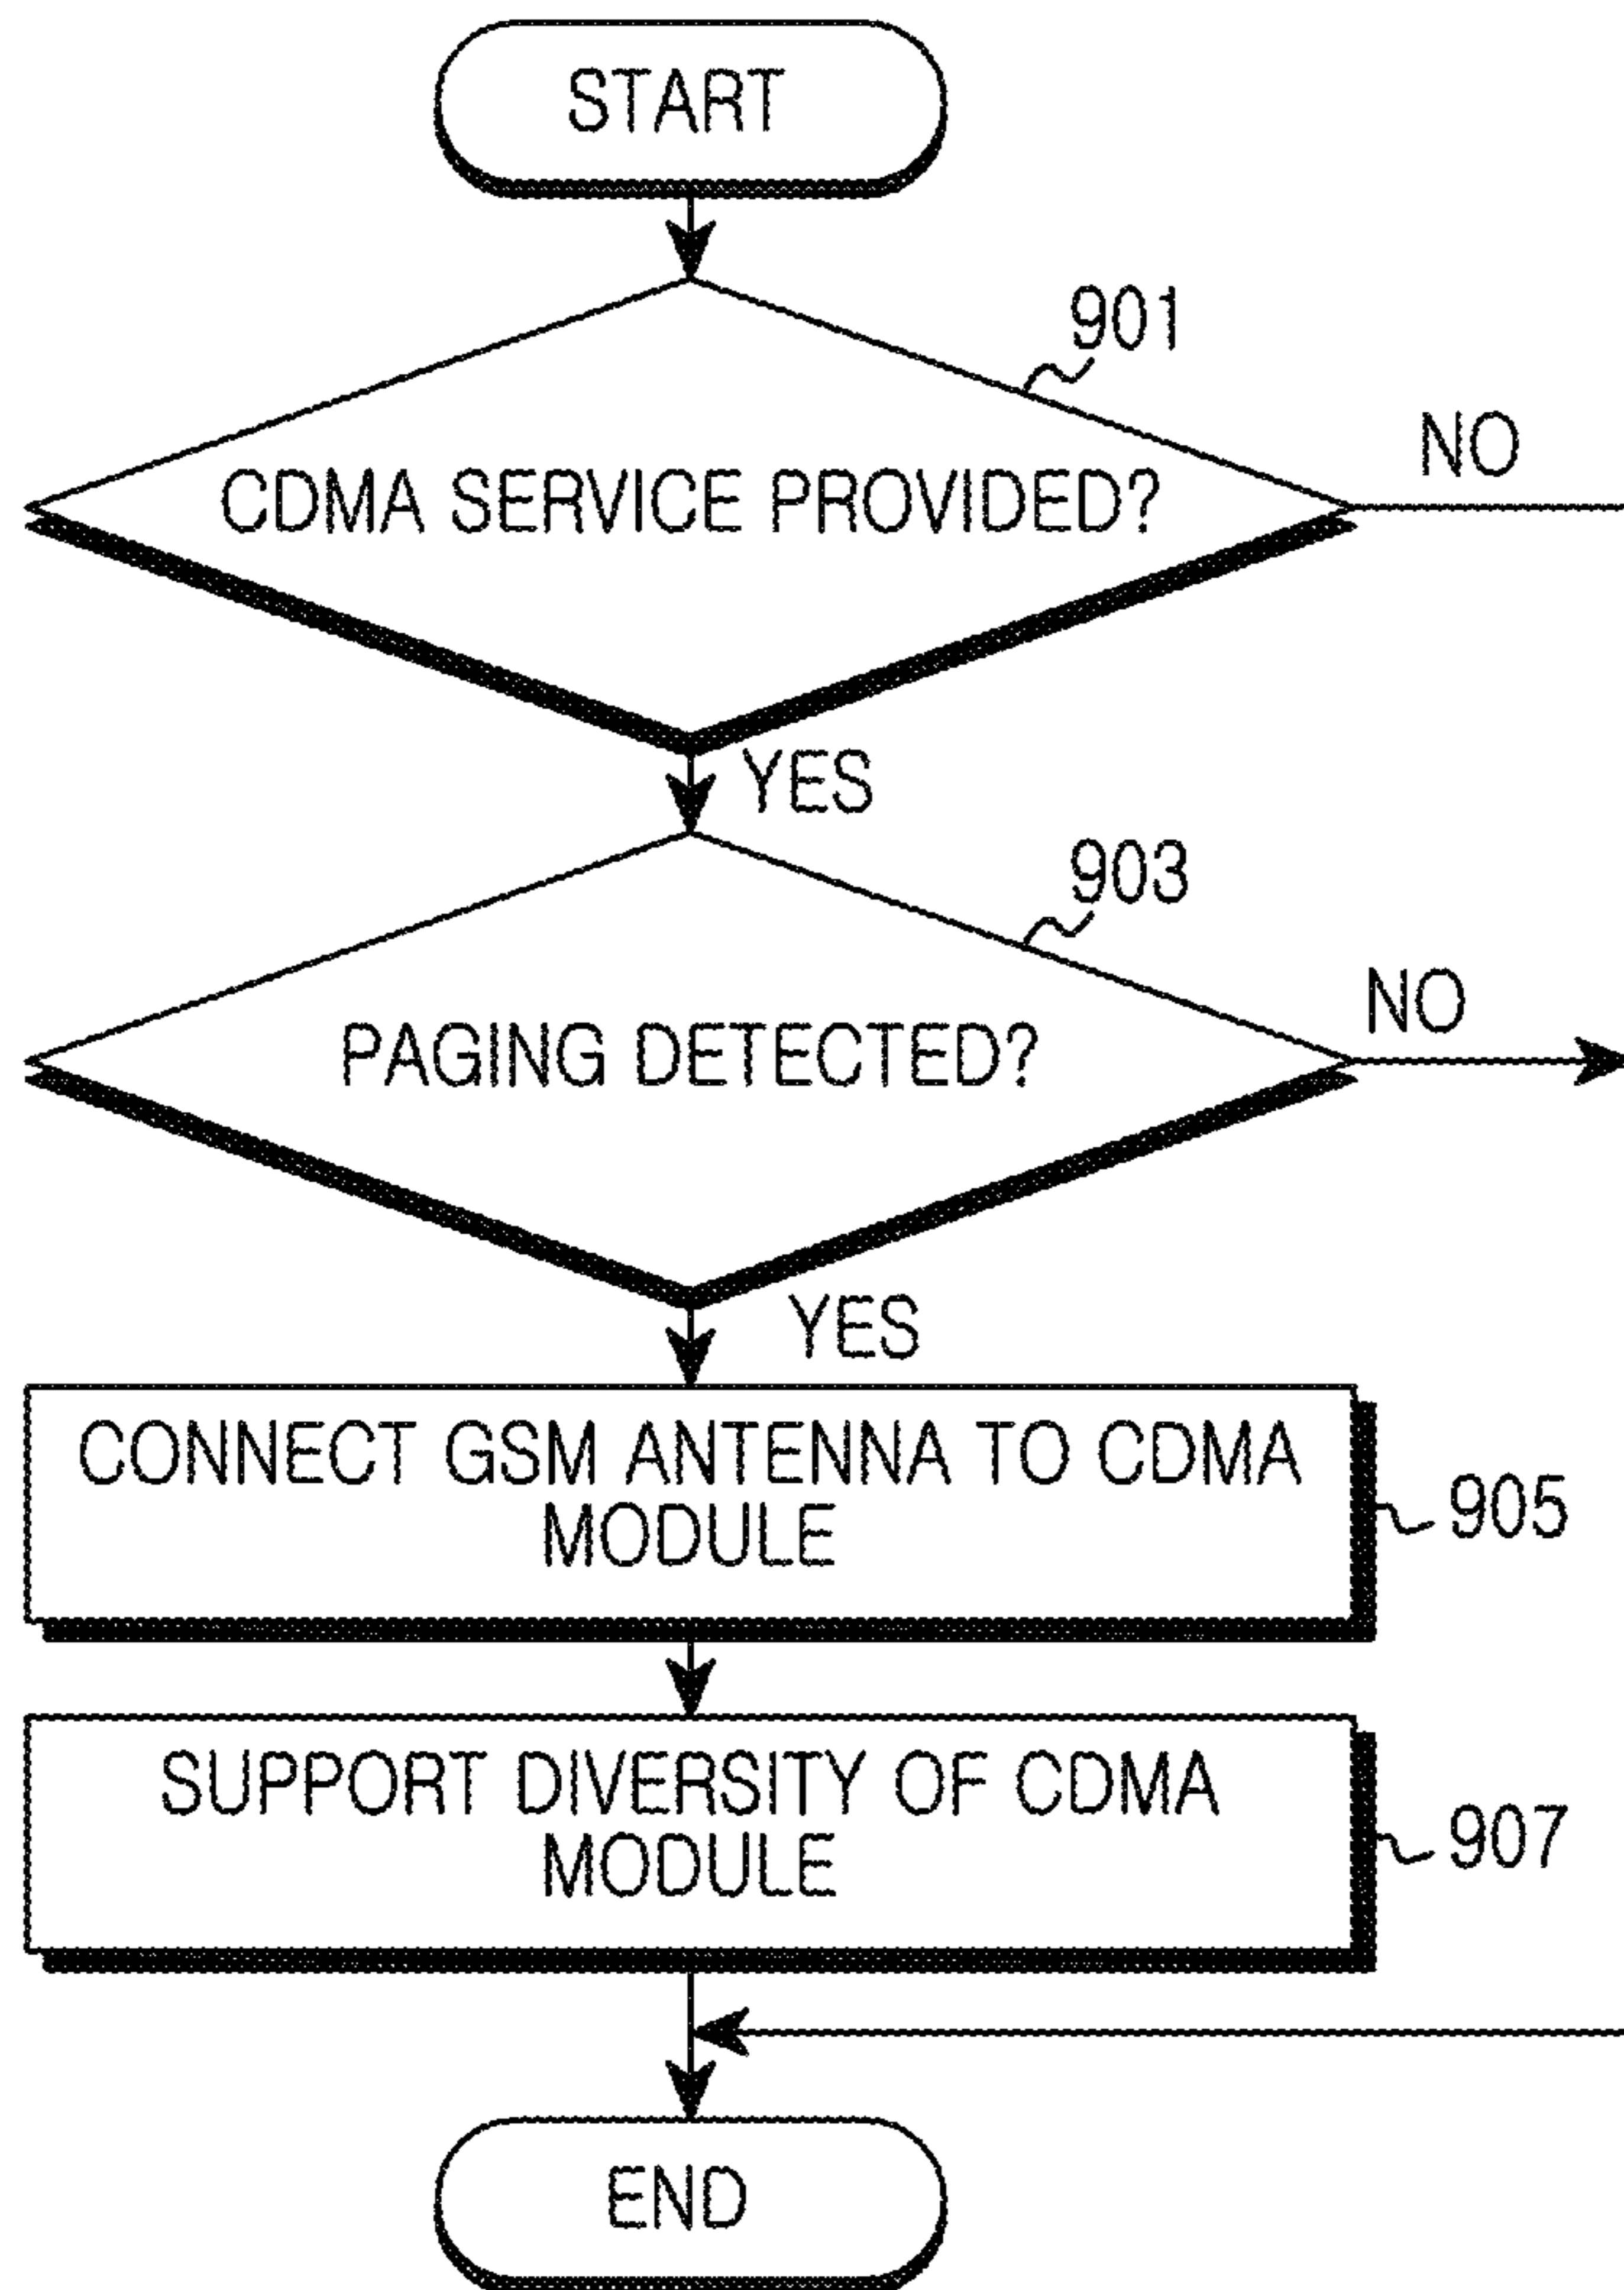 START
901
CDMA SERVICE PROVIDED?
NO
YES
903
PAGING DETECTED?
NO
YES
CONNECT GSM ANTENNA TO CDMA
MODULE
905
SUPPORT DIVERSITY OF CDMA
MODULE
907
END